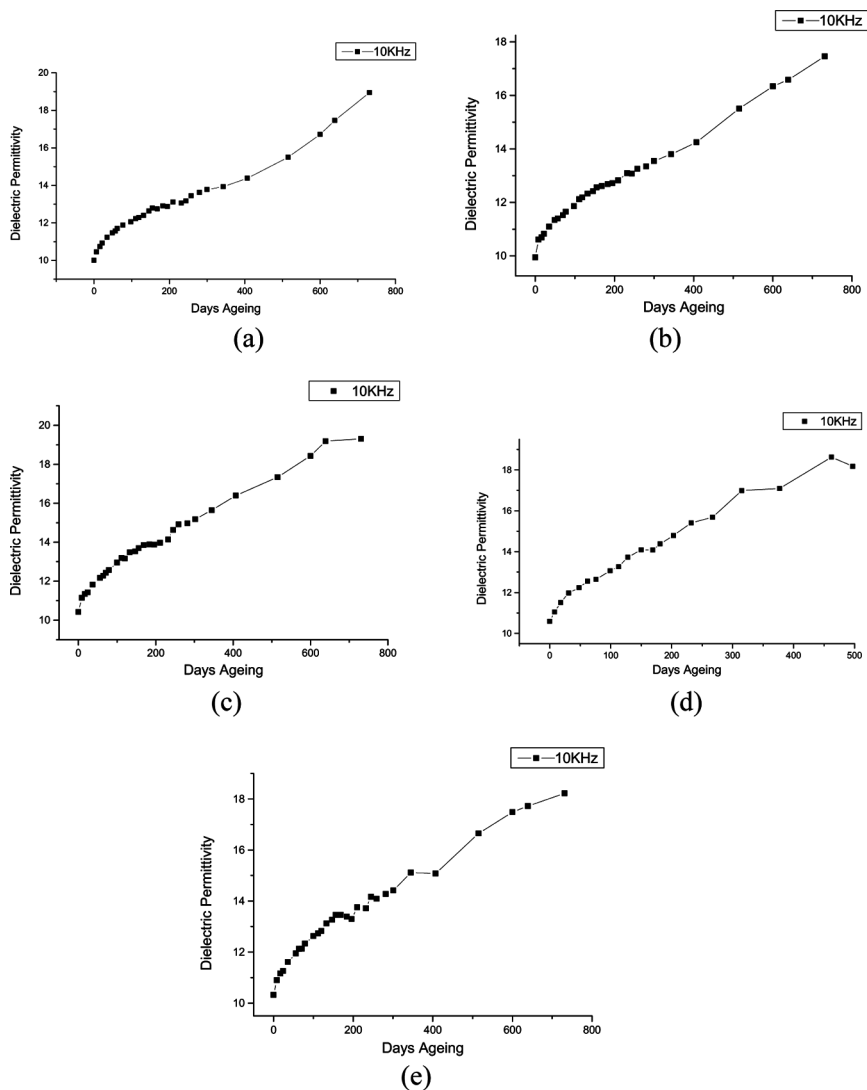 10KHz
20
18
16
14
12
10
Dielectric Permittivity
0 200 400 600 800
Days Ageing
(a)
10KHz
18
16
14
12
10
Dielectric Permittivity
0 200 400 600 800
Days Ageing
(b)
10KHz
20
18
16
14
12
10
Dielectric Permittivity
0 200 400 600 800
Days Ageing
(c)
10KHz
18
16
14
12
10
Dielectric Permittivity
0 100 200 300 400 500
Days Ageing
(d)
10KHz
18
16
14
12
10
Dielectric Permittivity
0 200 400 600 800
Days Ageing
(e)